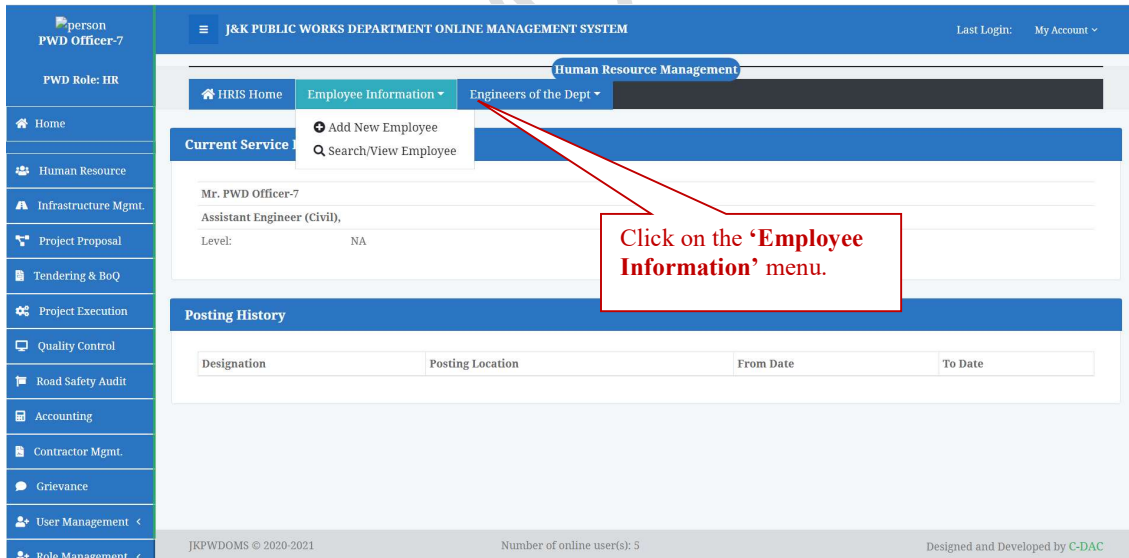 person
PWD Officer-7
PWD Role: HR
J&K PUBLIC WORKS DEPARTMENT ONLINE MANAGEMENT SYSTEM
Last Login: My Account
Human Resource Management
HRIS Home Employee Information Engineers of the Dept
Add New Employee
Search/View Employee
Home
Human Resource
Infrastructure Mgmt.
Project Proposal
Tendering & BoQ
Project Execution
Quality Control
Road Safety Audit
Accounting
Contractor Mgmt.
Grievance
User Management
Role Management
Current Service
Mr. PWD Officer-7
Assistant Engineer (Civil),
Level: NA
Click on the ‘Employee
Information’ menu.
Posting History
Designation Posting Location From Date To Date
JKPWDOMS © 2020-2021 Number of online user(s): 5 Designed and Developed by C-DAC